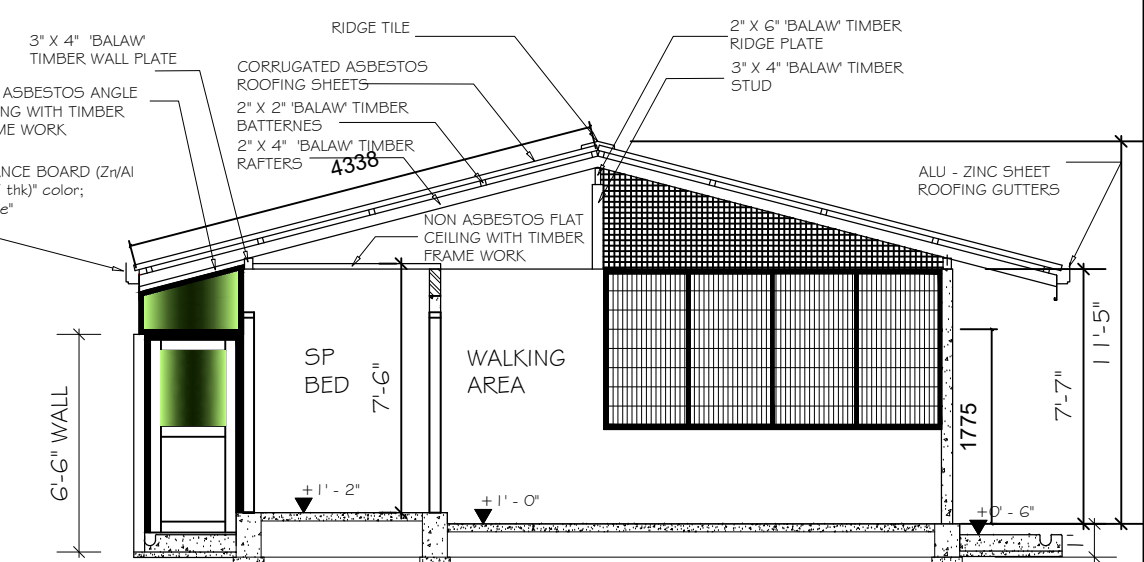 RIDGE TILE
2" X 6" 'BALAW' TIMBER
RIDGE PLATE
3" X 4" 'BALAW'
TIMBER WALL PLATE
CORRUGATED ASBESTOS
ROOFING SHEETS
3" X 4" 'BALAW' TIMBER
STUD
ASBESTOS ANGLE
NG WITH TIMBER
ME WORK
2" X 2" 'BALAW' TIMBER
BATTERNES
2" X 4" 'BALAW' TIMBER
RAFTERS
4338
NCE BOARD (Zn/Al
thk)" color;
e"
ALU - ZINC SHEET
ROOFING GUTTERS
NON ASBESTOS FLAT
CEILING WITH TIMBER
FRAME WORK
SP
BED
WALKING
AREA
7'-6"
6'-6" WALL
1775
7'-7"
11'-5"
+1' - 2"
+1' - 0"
+0' - 6"
1'